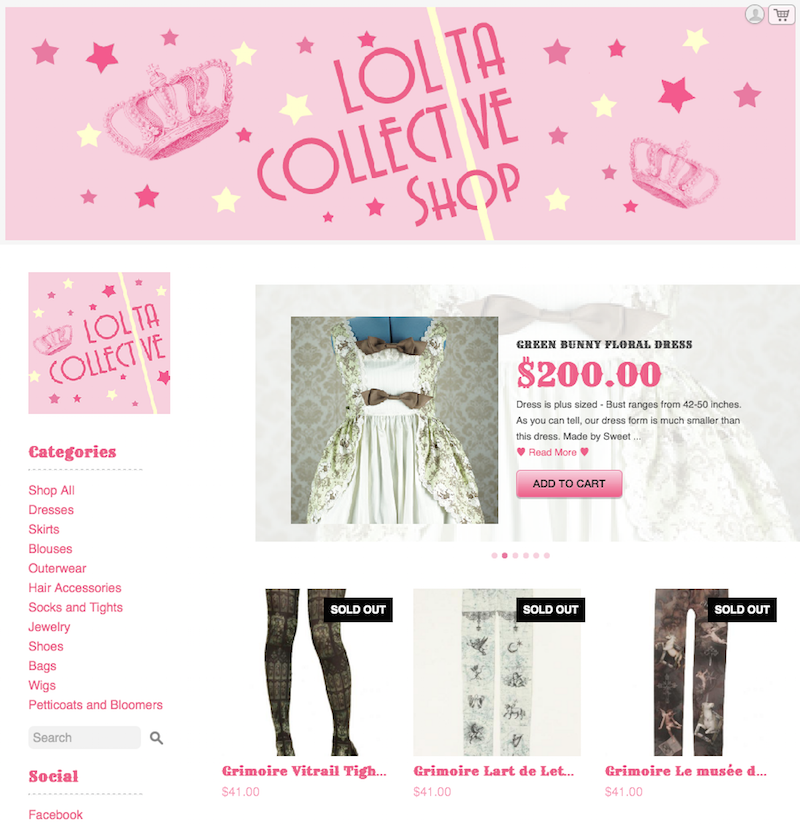 LOLITA
COLLECTIVE
SHOP
LOLITA
COLLECTIVE
Categories
Shop All
Dresses
Skirts
Blouses
Outerwear
Hair Accessories
Socks and Tights
Jewelry
Shoes
Bags
Wigs
Petticoats and Bloomers
Search
Social
Facebook
GREEN BUNNY FLORAL DRESS
$200.00
Dress is plus sized - Bust ranges from 42-50 inches.
As you can tell, our dress form is much smaller than
this dress. Made by Sweet ...
♥ Read More ♥
ADD TO CART
SOLD OUT
SOLD OUT
SOLD OUT
Grimoire Vitrail Tigh...
$41.00
Grimoire Lart de Let...
$41.00
Grimoire Le musée d...
$41.00